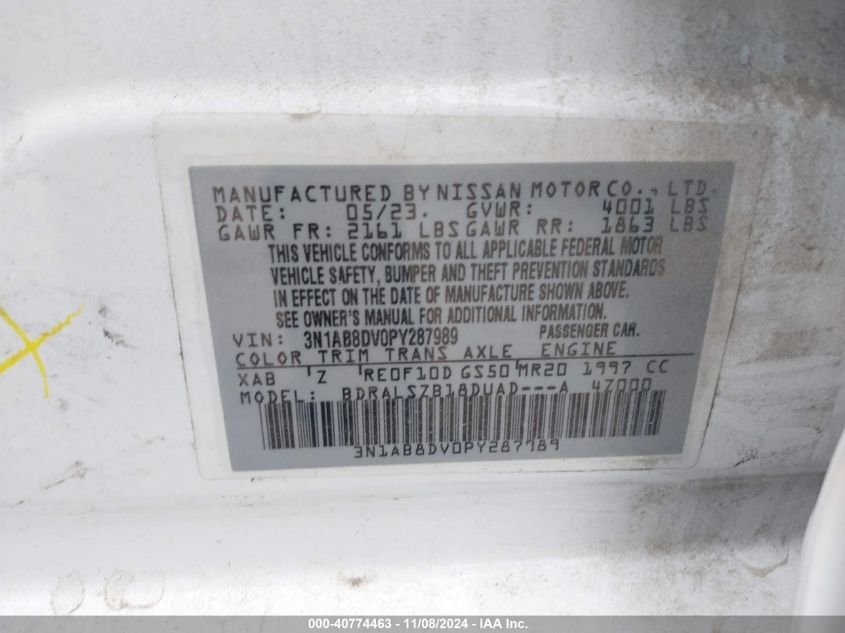 MANUFACTURED BY NISSAN MOTOR CO., LTD.
DATE: 05/23. GVWR: 4001 LBS
GAWR FR: 2161 LBS GAWR RR: 1863 LBS
THIS VEHICLE CONFORMS TO ALL APPLICABLE FEDERAL MOTOR
VEHICLE SAFETY, BUMPER AND THEFT PREVENTION STANDARDS
IN EFFECT ON THE DATE OF MANUFACTURE SHOWN ABOVE.
SEE OWNER'S MANUAL FOR ADDITIONAL INFORMATION.
VIN: 3N1AB8DV0PY287989 PASSENGER CAR.
COLOR TRIM TRANS AXLE ENGINE
XAB Z RE0F10D GS50 MR20 1997 CC
MODEL: BDRALSZB18DUAD---A 4Z000
3N1AB8DV0PY287989
000-40774463 - 11/08/2024 - IAA Inc.